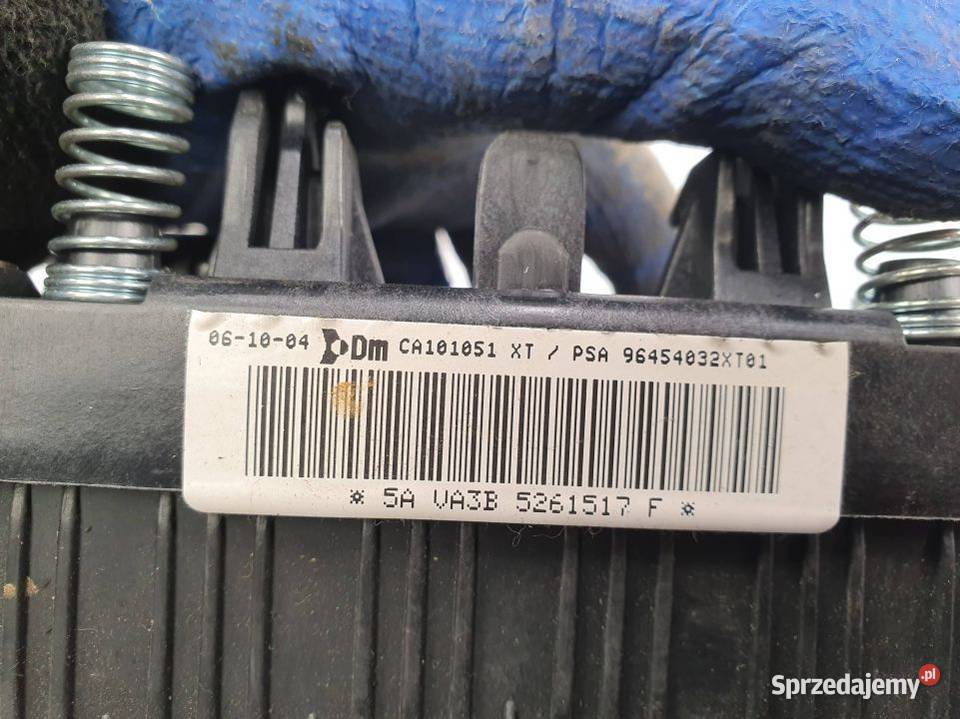 06-10-04 Dm CA101051 XT / PSA 96454032XT01
* 5A VA3B 5261517 F *
Sprzedajemy.pl